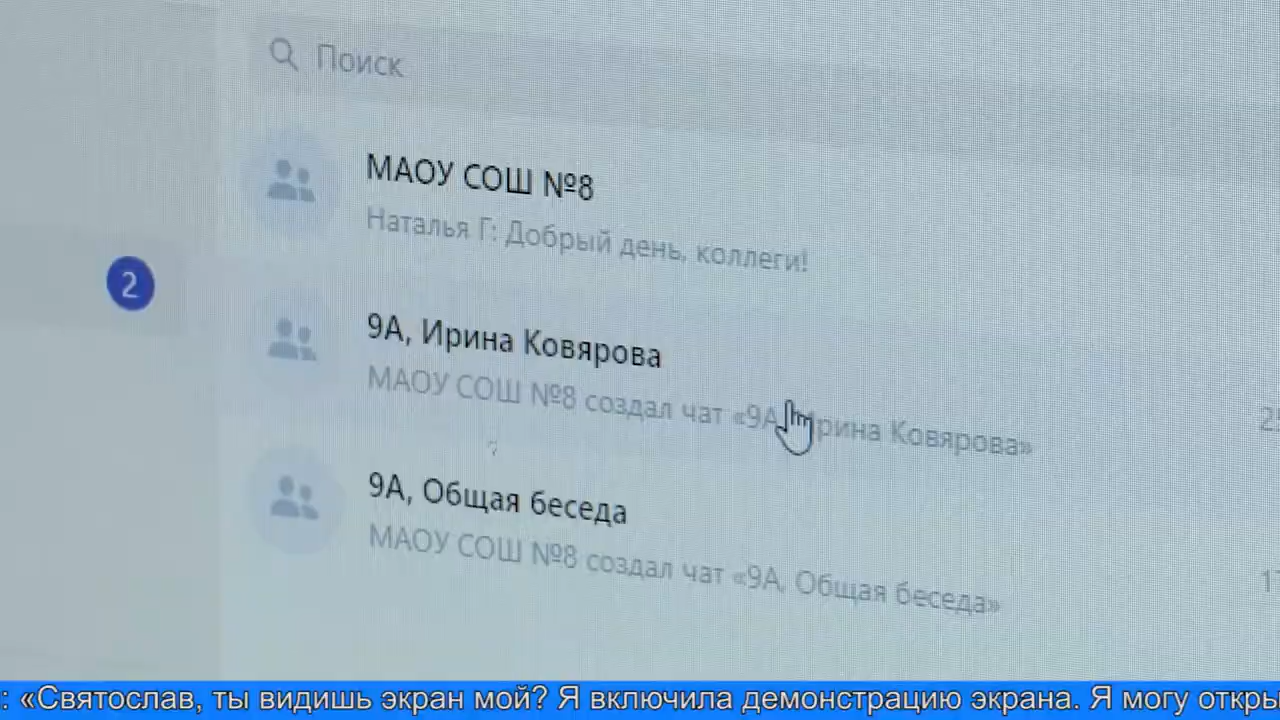 Поиск
МАОУ СОШ №8
Наталья Г: Добрый день, коллеги!
2
9А, Ирина Ковярова
МАОУ СОШ №8 создал чат «9А, Ирина Ковярова»
9А, Общая беседа
МАОУ СОШ №8 создал чат «9А, Общая беседа»
: «Святослав, ты видишь экран мой? Я включила демонстрацию экрана. Я могу откры